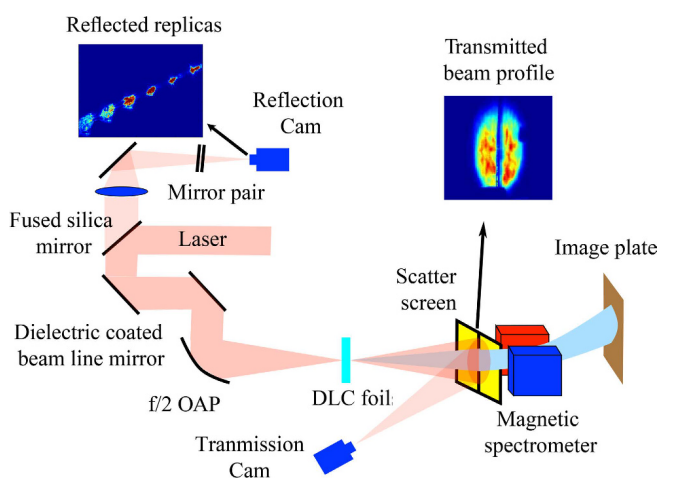 Reflected replicas
Transmitted
beam profile
Reflection
Cam
Mirror pair
Fused silica
mirror
Laser
Image plate
Scatter
screen
Dielectric coated
beam line mirror
f/2 OAP
DLC foils
Magnetic
spectrometer
Tranmission
Cam